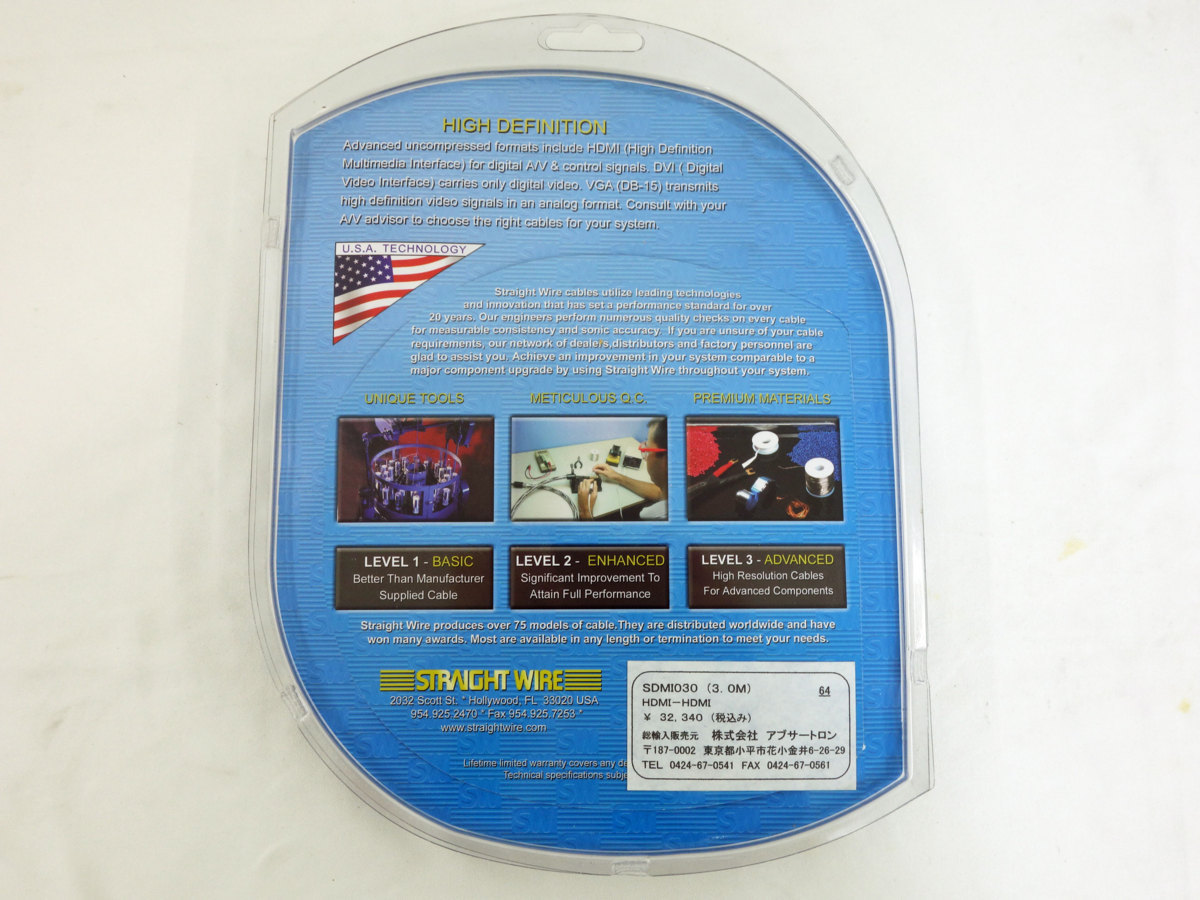 HIGH DEFINITION
Advanced uncompressed formats include HDMI (High Definition
Multimedia Interface) for digital A/V & control signals. DVI ( Digital
Video Interface) carries only digital video. VGA (DB-15) transmits
high definition video signals in an analog format. Consult with your
A/V advisor to choose the right cables for your system.
U.S.A. TECHNOLOGY
Straight Wire cables utilize leading technologies
and innovation that has set a performance standard for over
20 years. Our engineers perform numerous quality checks on every cable
for measurable consistency and sonic accuracy. If you are unsure of your cable
requirements, our network of dealers,distributors and factory personnel are
glad to assist you. Achieve an improvement in your system comparable to a
major component upgrade by using Straight Wire throughout your system.
UNIQUE TOOLS
METICULOUS Q.C.
PREMIUM MATERIALS
LEVEL 1 - BASIC
Better Than Manufacturer
Supplied Cable
LEVEL 2 - ENHANCED
Significant Improvement To
Attain Full Performance
LEVEL 3 - ADVANCED
High Resolution Cables
For Advanced Components
Straight Wire produces over 75 models of cable.They are distributed worldwide and have
won many awards. Most are available in any length or termination to meet your needs.
STRAIGHT WIRE
2032 Scott St. * Hollywood, FL 33020 USA
954.925.2470 * Fax 954.925.7253 *
www.straightwire.com
Lifetime limited warranty covers any
Technical specifications
SDMI030 (3.0M) 64
HDMI-HDMI
¥ 32,340 (税込み)
総輸入販売元 株式会社 アブサートロン
〒187-0002 東京都小平市花小金井6-26-29
TEL 0424-67-0541 FAX 0424-67-0561